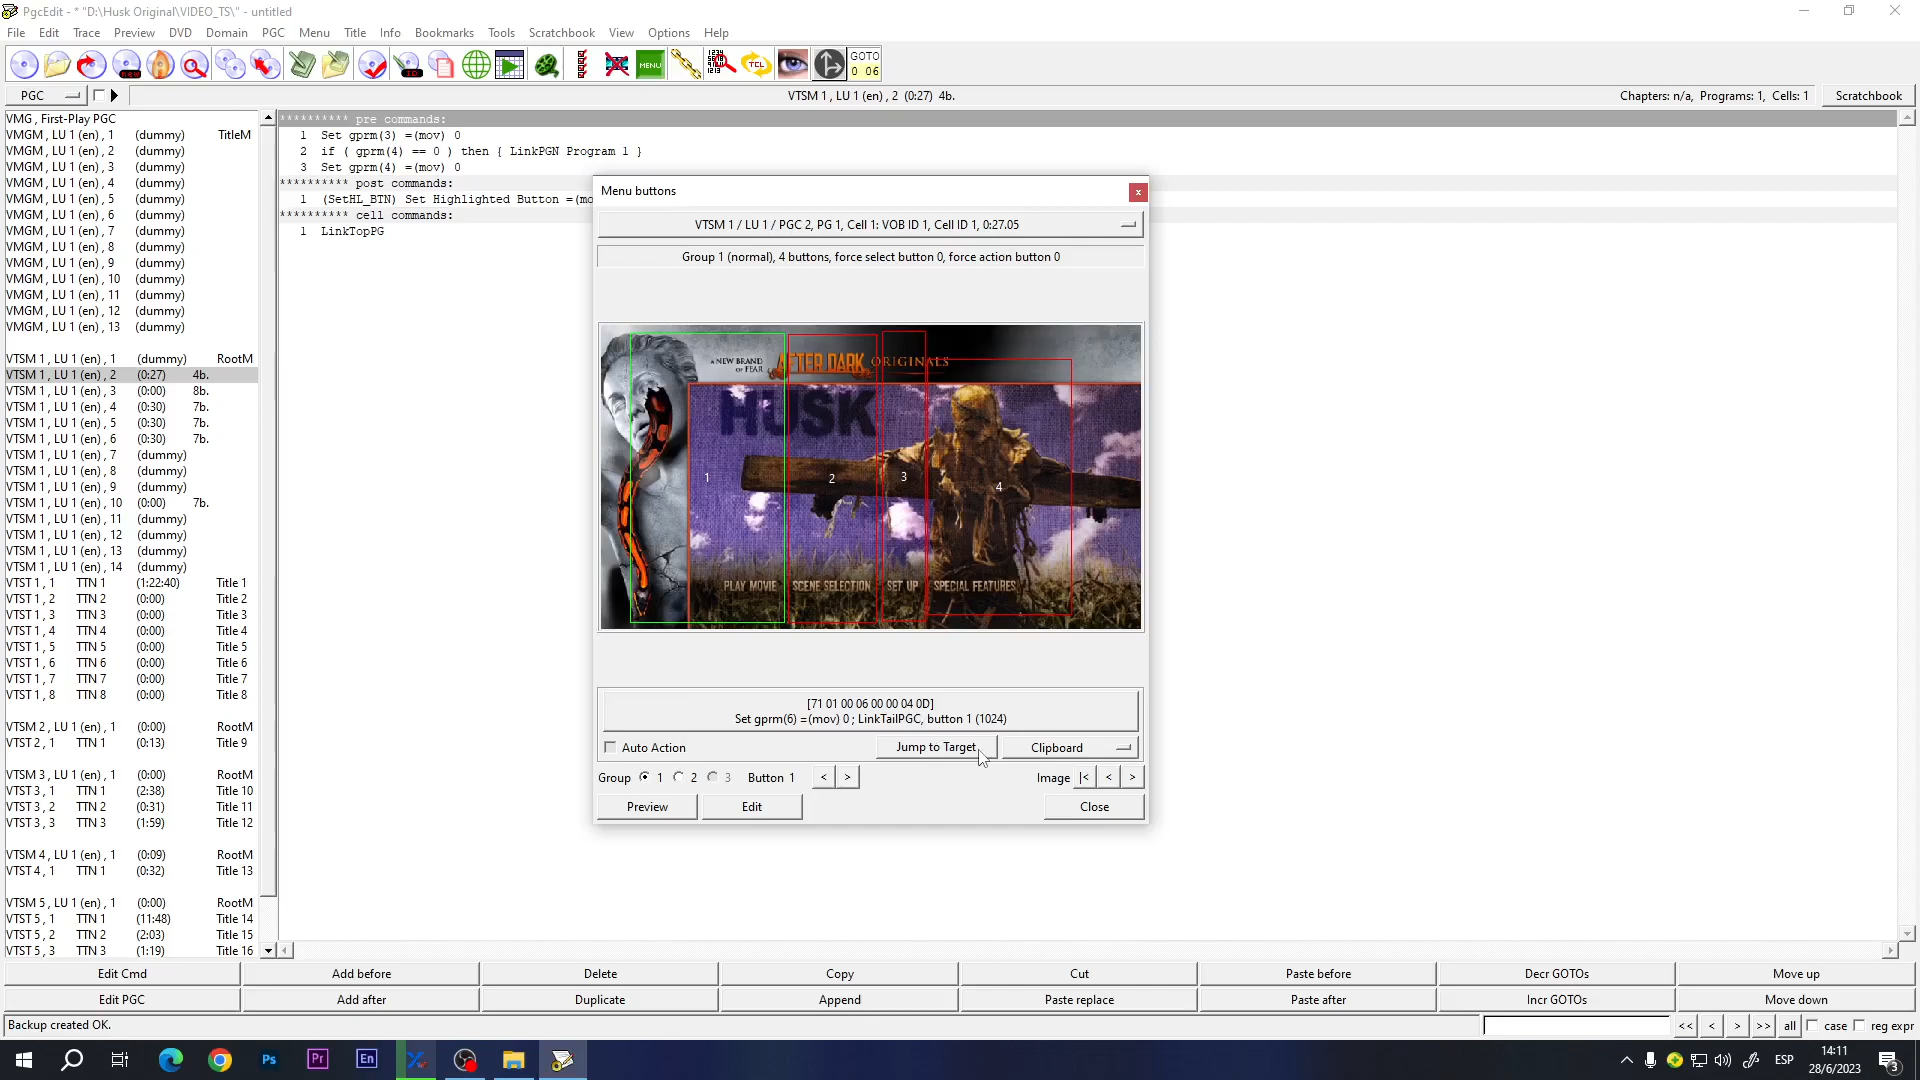 PgcEdit - * "D:\Husk Original\VIDEO_TS\" - untitled
File Edit Trace Preview DVD Domain PGC Menu Title Info Bookmarks Tools Scratchbook View Options Help
NEW ID MENU TCL GOTO
0 06
PGC
VTSM 1 , LU 1 (en) , 2 (0:27) 4b.
Chapters: n/a, Programs: 1, Cells: 1
Scratchbook
VMG , First-Play PGC
VMGM , LU 1 (en) , 1 (dummy) TitleM
VMGM , LU 1 (en) , 2 (dummy)
VMGM , LU 1 (en) , 3 (dummy)
VMGM , LU 1 (en) , 4 (dummy)
VMGM , LU 1 (en) , 5 (dummy)
VMGM , LU 1 (en) , 6 (dummy)
VMGM , LU 1 (en) , 7 (dummy)
VMGM , LU 1 (en) , 8 (dummy)
VMGM , LU 1 (en) , 9 (dummy)
VMGM , LU 1 (en) , 10 (dummy)
VMGM , LU 1 (en) , 11 (dummy)
VMGM , LU 1 (en) , 12 (dummy)
VMGM , LU 1 (en) , 13 (dummy)
VTSM 1 , LU 1 (en) , 1 (dummy) RootM
VTSM 1 , LU 1 (en) , 2 (0:27) 4b.
VTSM 1 , LU 1 (en) , 3 (0:00) 8b.
VTSM 1 , LU 1 (en) , 4 (0:30) 7b.
VTSM 1 , LU 1 (en) , 5 (0:30) 7b.
VTSM 1 , LU 1 (en) , 6 (0:30) 7b.
VTSM 1 , LU 1 (en) , 7 (dummy)
VTSM 1 , LU 1 (en) , 8 (dummy)
VTSM 1 , LU 1 (en) , 9 (dummy)
VTSM 1 , LU 1 (en) , 10 (0:00) 7b.
VTSM 1 , LU 1 (en) , 11 (dummy)
VTSM 1 , LU 1 (en) , 12 (dummy)
VTSM 1 , LU 1 (en) , 13 (dummy)
VTSM 1 , LU 1 (en) , 14 (dummy)
VTST 1 , 1 TTN 1 (1:22:40) Title 1
VTST 1 , 2 TTN 2 (0:00) Title 2
VTST 1 , 3 TTN 3 (0:00) Title 3
VTST 1 , 4 TTN 4 (0:00) Title 4
VTST 1 , 5 TTN 5 (0:00) Title 5
VTST 1 , 6 TTN 6 (0:00) Title 6
VTST 1 , 7 TTN 7 (0:00) Title 7
VTST 1 , 8 TTN 8 (0:00) Title 8
VTSM 2 , LU 1 (en) , 1 (0:00) RootM
VTST 2 , 1 TTN 1 (0:13) Title 9
VTSM 3 , LU 1 (en) , 1 (0:00) RootM
VTST 3 , 1 TTN 1 (2:38) Title 10
VTST 3 , 2 TTN 2 (0:31) Title 11
VTST 3 , 3 TTN 3 (1:59) Title 12
VTSM 4 , LU 1 (en) , 1 (0:09) RootM
VTST 4 , 1 TTN 1 (0:32) Title 13
VTSM 5 , LU 1 (en) , 1 (0:00) RootM
VTST 5 , 1 TTN 1 (11:48) Title 14
VTST 5 , 2 TTN 2 (2:03) Title 15
VTST 5 , 3 TTN 3 (1:19) Title 16
********** pre commands:
1 Set gprm(3) =(mov) 0
2 if ( gprm(4) == 0 ) then { LinkPGN Program 1 }
3 Set gprm(4) =(mov) 0
********** post commands:
1 (SetHL_BTN) Set Highlighted Button =(mo
********** cell commands:
1 LinkTopPG
Menu buttons
VTSM 1 / LU 1 / PGC 2, PG 1, Cell 1: VOB ID 1, Cell ID 1, 0:27.05
Group 1 (normal), 4 buttons, force select button 0, force action button 0
A NEW BRAND
OF FEAR
AFTER DARK ORIGINALS
HUSK
1 2 3 4
PLAY MOVIE SCENE SELECTION SET UP SPECIAL FEATURES
[71 01 00 06 00 00 04 0D]
Set gprm(6) =(mov) 0 ; LinkTailPGC, button 1 (1024)
Auto Action Jump to Target Clipboard
Group 1 2 3 Button 1 < > Image |< < >
Preview Edit Close
Edit Cmd Add before Delete Copy Cut Paste before Decr GOTOs Move up
Edit PGC Add after Duplicate Append Paste replace Paste after Incr GOTOs Move down
Backup created OK.
<< < > >> all case reg expr
Ps Pr En
ESP
14:11
28/6/2023
3